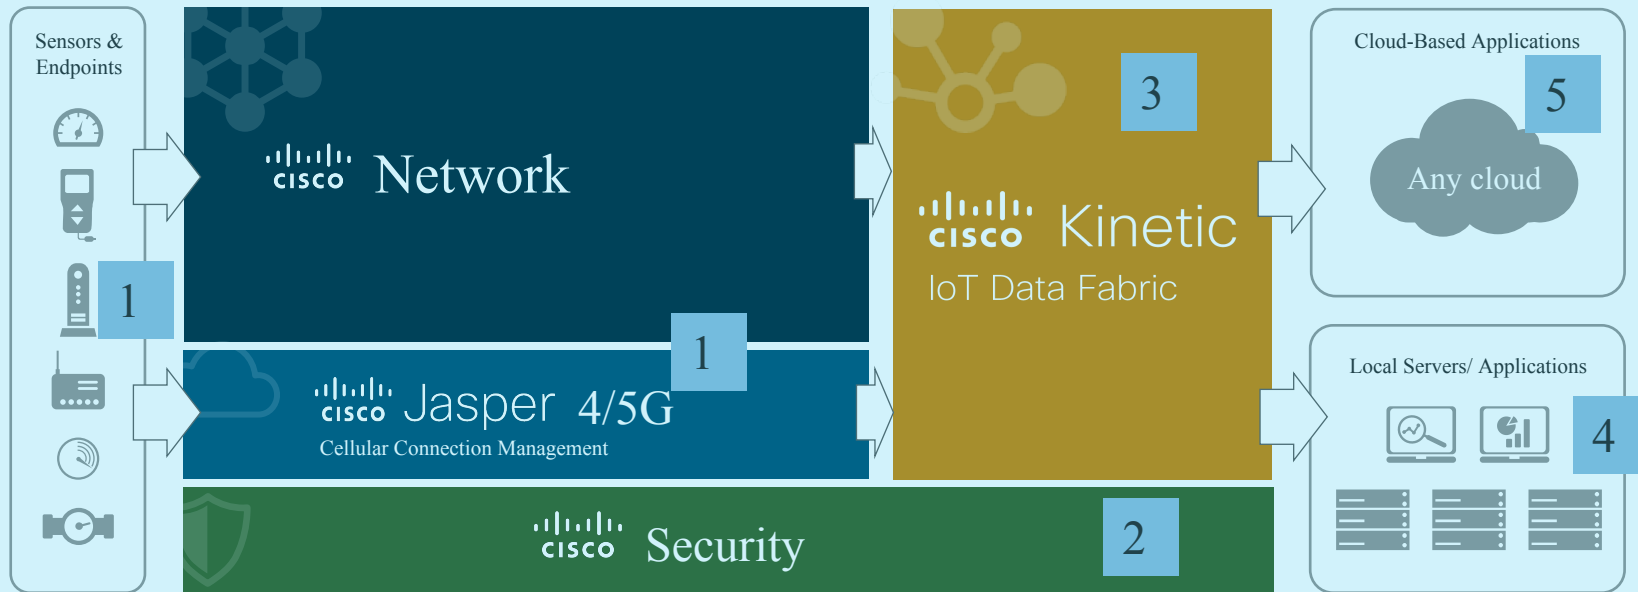 Sensors &
Endpoints
1
CISCO Network
1
CISCO Jasper 4/5G
Cellular Connection Management
CISCO Security
2
3
CISCO Kinetic
IoT Data Fabric
Cloud-Based Applications
5
Any cloud
Local Servers/ Applications
4